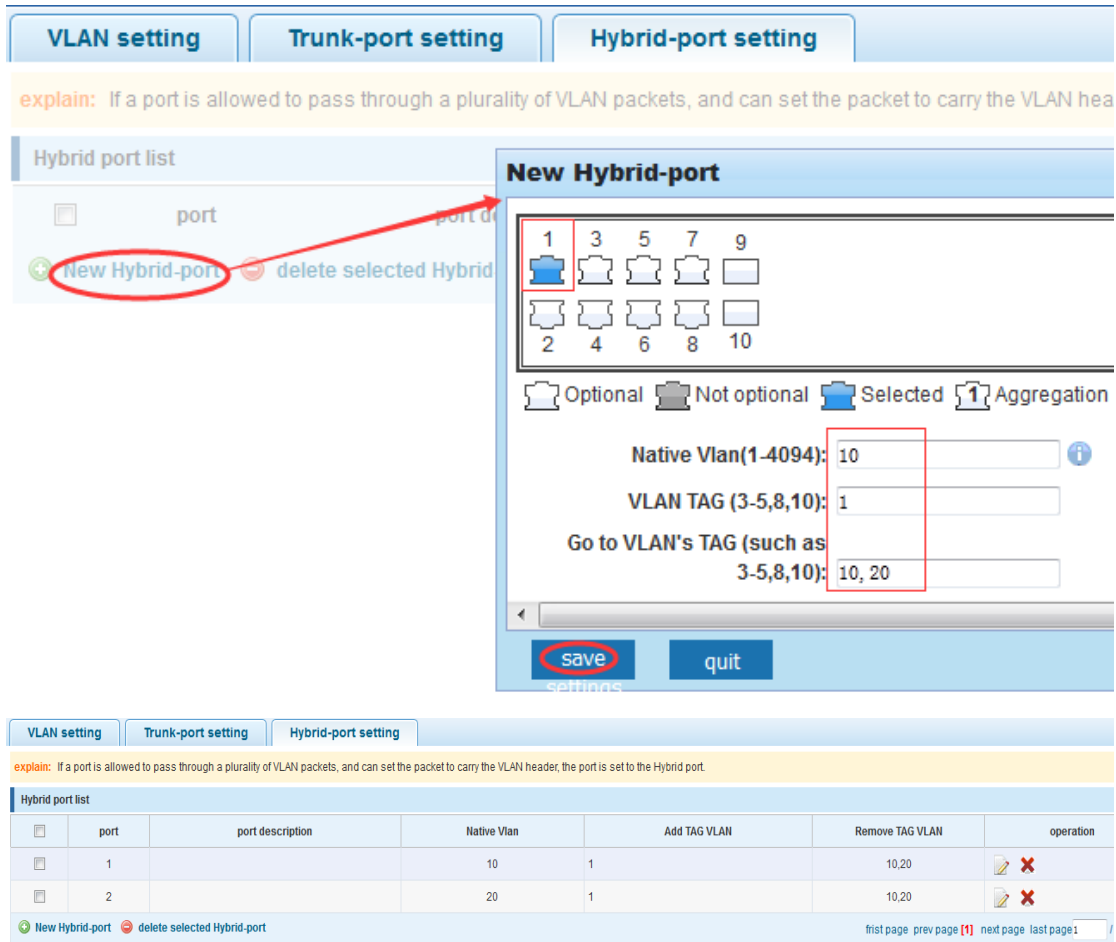 VLAN setting Trunk-port setting Hybrid-port setting
explain: If a port is allowed to pass through a plurality of VLAN packets, and can set the packet to carry the VLAN hea
Hybrid port list
New Hybrid-port
port port de
New Hybrid-port delete selected Hybrid
1 3 5 7 9
2 4 6 8 10
Optional Not optional Selected 1 Aggregation
Native Vlan(1-4094): 10
VLAN TAG (3-5,8,10): 1
Go to VLAN's TAG (such as
3-5,8,10): 10, 20
save quit
settings
VLAN setting Trunk-port setting Hybrid-port setting
explain: If a port is allowed to pass through a plurality of VLAN packets, and can set the packet to carry the VLAN header, the port is set to the Hybrid port.
Hybrid port list
port port description Native Vlan Add TAG VLAN Remove TAG VLAN operation
1 10 1 10,20
2 20 1 10,20
New Hybrid-port delete selected Hybrid-port frist page prev page [1] next page last page 1 /